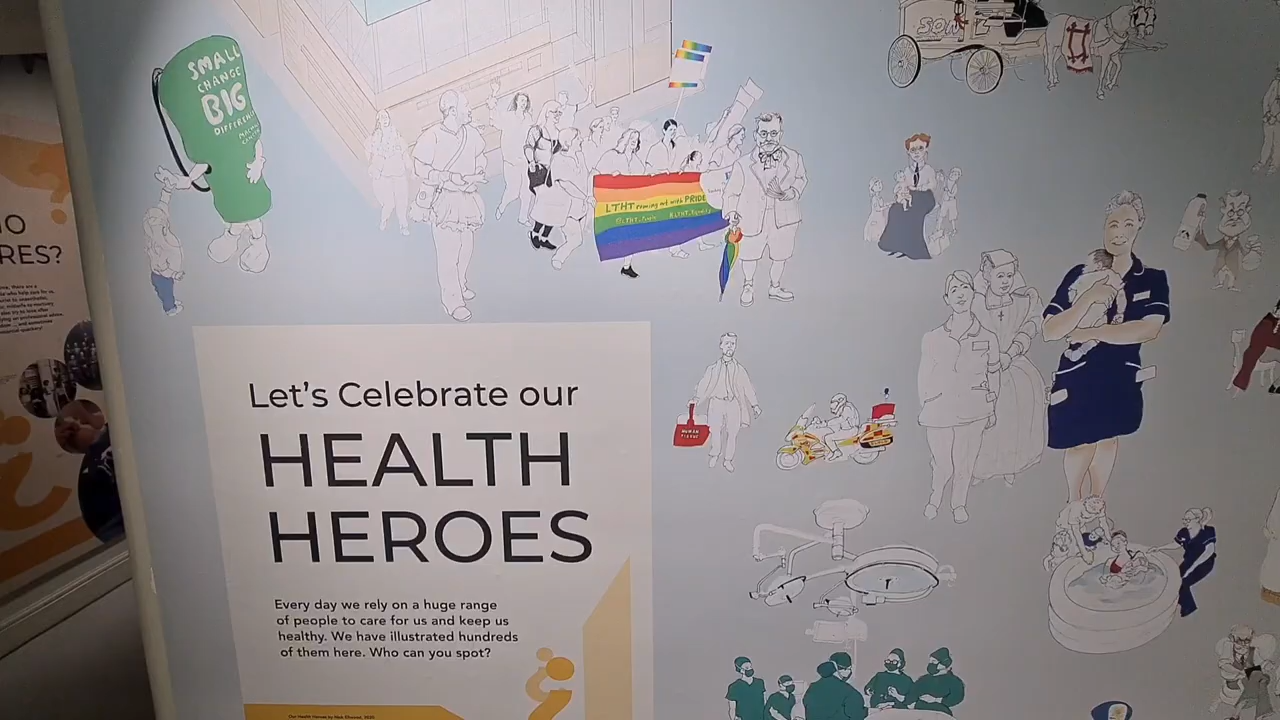 SMALL
CHANGE
BIG
DIFFERENCE
LTHT coming out with PRIDE
HUMAN
TISSUE
IO
RES?
Let's Celebrate our
HEALTH
HEROES
Every day we rely on a huge range
of people to care for us and keep us
healthy. We have illustrated hundreds
of them here. Who can you spot?